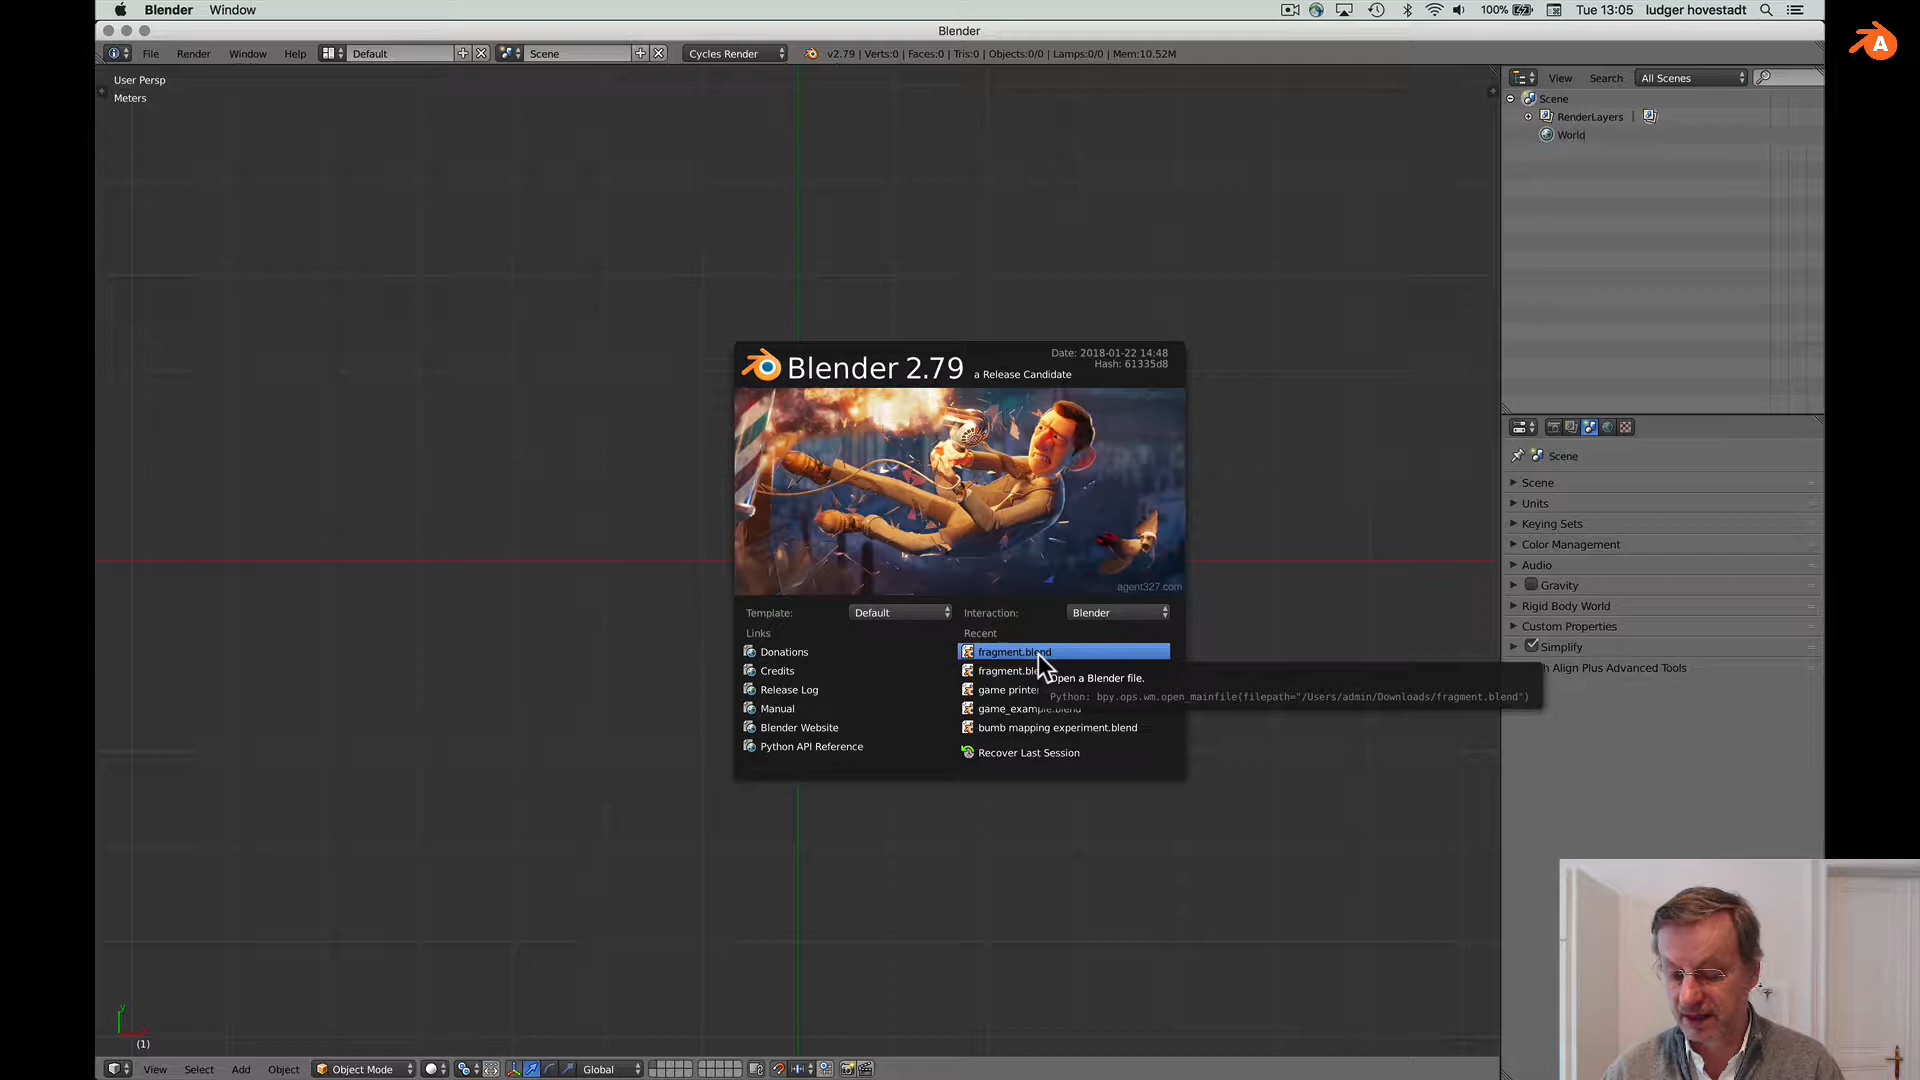 Blender Window 100% Tue 13:05 ludger hovestadt
Blender
File Render Window Help Default Scene Cycles Render v2.79 | Verts:0 | Faces:0 | Tris:0 | Objects:0/0 | Lamps:0/0 | Mem:10.52M
A
User Persp
Meters
View Search All Scenes
Scene
RenderLayers |
World
Blender 2.79 a Release Candidate
Date: 2018-01-22 14:48
Hash: 61335d8
agent327.com
Template: Default Interaction: Blender
Links Recent
Donations fragment.blend
Credits
Release Log game printer
Manual game_example.blend
Blender Website bumb mapping experiment.blend
Python API Reference Recover Last Session
Open a Blender file.
Python: bpy.ops.wm.open_mainfile(filepath="/Users/admin/Downloads/fragment.blend")
Scene
Scene
Units
Keying Sets
Color Management
Audio
Gravity
Rigid Body World
Custom Properties
Simplify
Align Plus Advanced Tools
y
(1)
View Select Add Object Object Mode Global